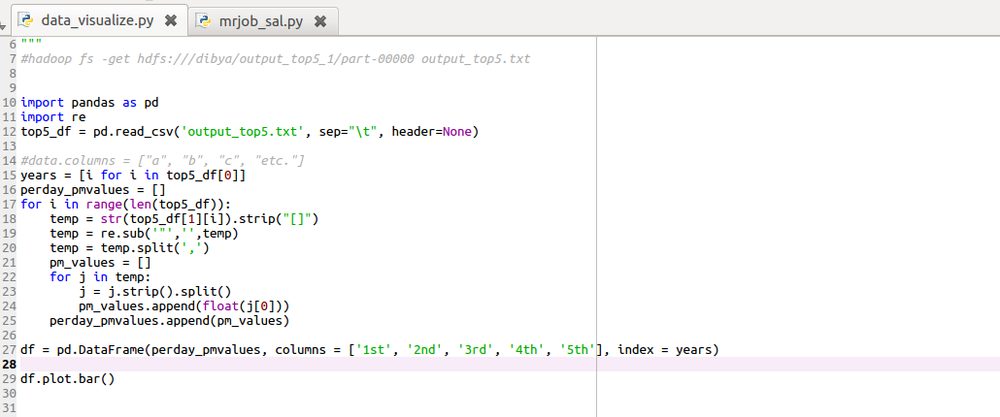 data_visualize.py ✖ mrjob_sal.py ✖
6 """
7 #hadoop fs -get hdfs:///dibya/output_top5_1/part-00000 output_top5.txt
8
9
10 import pandas as pd
11 import re
12 top5_df = pd.read_csv('output_top5.txt', sep="\t", header=None)
13
14 #data.columns = ["a", "b", "c", "etc."]
15 years = [i for i in top5_df[0]]
16 perday_pmvalues = []
17 for i in range(len(top5_df)):
18     temp = str(top5_df[1][i]).strip("[]")
19     temp = re.sub('"','',temp)
20     temp = temp.split(',')
21     pm_values = []
22     for j in temp:
23         j = j.strip().split()
24         pm_values.append(float(j[0]))
25     perday_pmvalues.append(pm_values)
26
27 df = pd.DataFrame(perday_pmvalues, columns = ['1st', '2nd', '3rd', '4th', '5th'], index = years)
28
29 df.plot.bar()
30
31